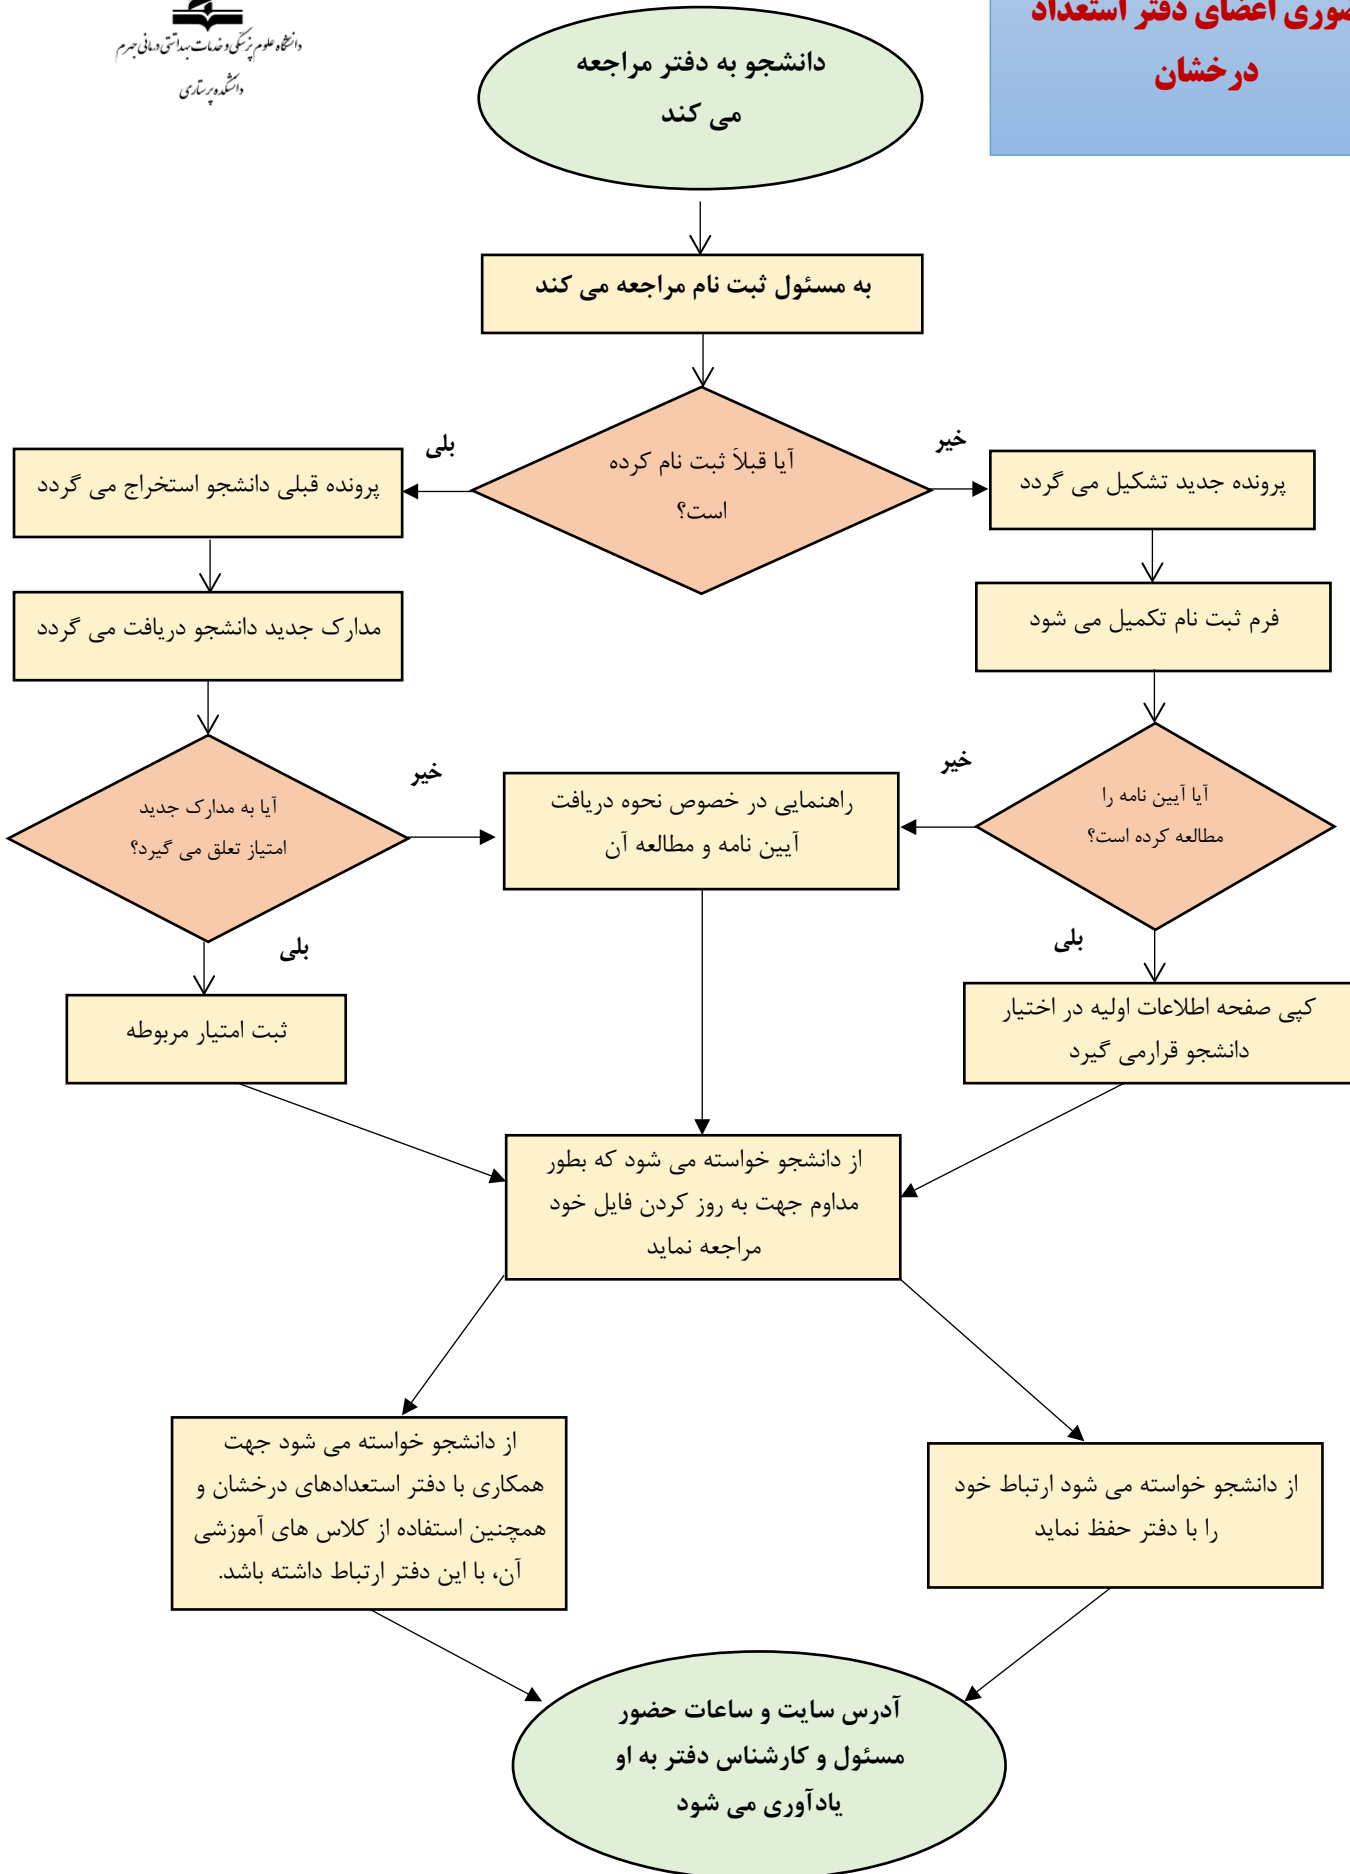 دانشگاه علوم پزشکی و خدمات بهداشتی درمانی جهرم
دانشکده پرستاری
اعضای دفتر استعداد
درخشان
دانشجو به دفتر مراجعه
می کند
به مسئول ثبت نام مراجعه می کند
آیا قبلاَ ثبت نام کرده
است؟
خیر
بلی
پرونده جدید تشکیل می گردد
پرونده قبلی دانشجو استخراج می گردد
فرم ثبت نام تکمیل می شود
مدارک جدید دانشجو دریافت می گردد
آیا آیین نامه را
مطالعه کرده است؟
خیر
راهنمایی در خصوص نحوه دریافت
آیین نامه و مطالعه آن
خیر
آیا به مدارک جدید
امتیاز تعلق می گیرد؟
بلی
بلی
کپی صفحه اطلاعات اولیه در اختیار
دانشجو قرارمی گیرد
ثبت امتیار مربوطه
از دانشجو خواسته می شود که بطور
مداوم جهت به روز کردن فایل خود
مراجعه نماید
از دانشجو خواسته می شود ارتباط خود
را با دفتر حفظ نماید
از دانشجو خواسته می شود جهت
همکاری با دفتر استعدادهای درخشان و
همچنین استفاده از کلاس های آموزشی
آن، با این دفتر ارتباط داشته باشد.
آدرس سایت و ساعات حضور
مسئول و کارشناس دفتر به او
یادآوری می شود